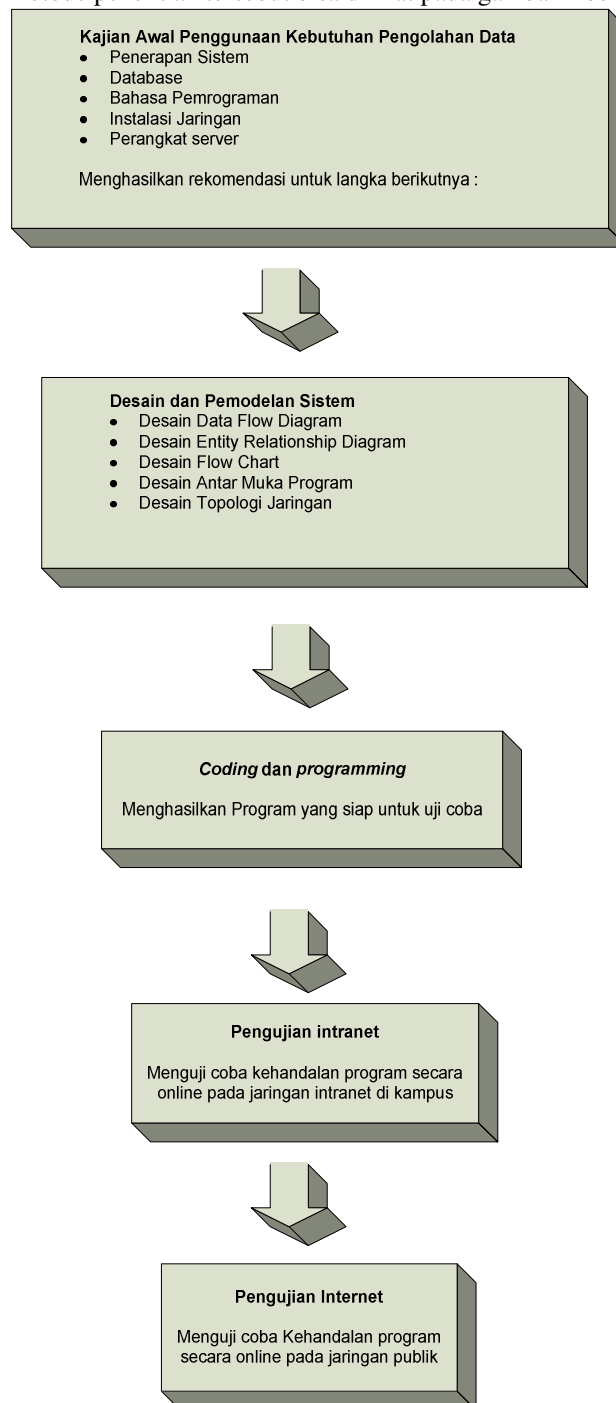 Kajian Awal Penggunaan Kebutuhan Pengolahan Data
● Penerapan Sistem
● Database
● Bahasa Pemrograman
● Instalasi Jaringan
● Perangkat server
Menghasilkan rekomendasi untuk langka berikutnya :
Desain dan Pemodelan Sistem
● Desain Data Flow Diagram
● Desain Entity Relationship Diagram
● Desain Flow Chart
● Desain Antar Muka Program
● Desain Topologi Jaringan
Coding dan programming
Menghasilkan Program yang siap untuk uji coba
Pengujian intranet
Menguji coba kehandalan program secara
online pada jaringan intranet di kampus
Pengujian Internet
Menguji coba Kehandalan program
secara online pada jaringan publik